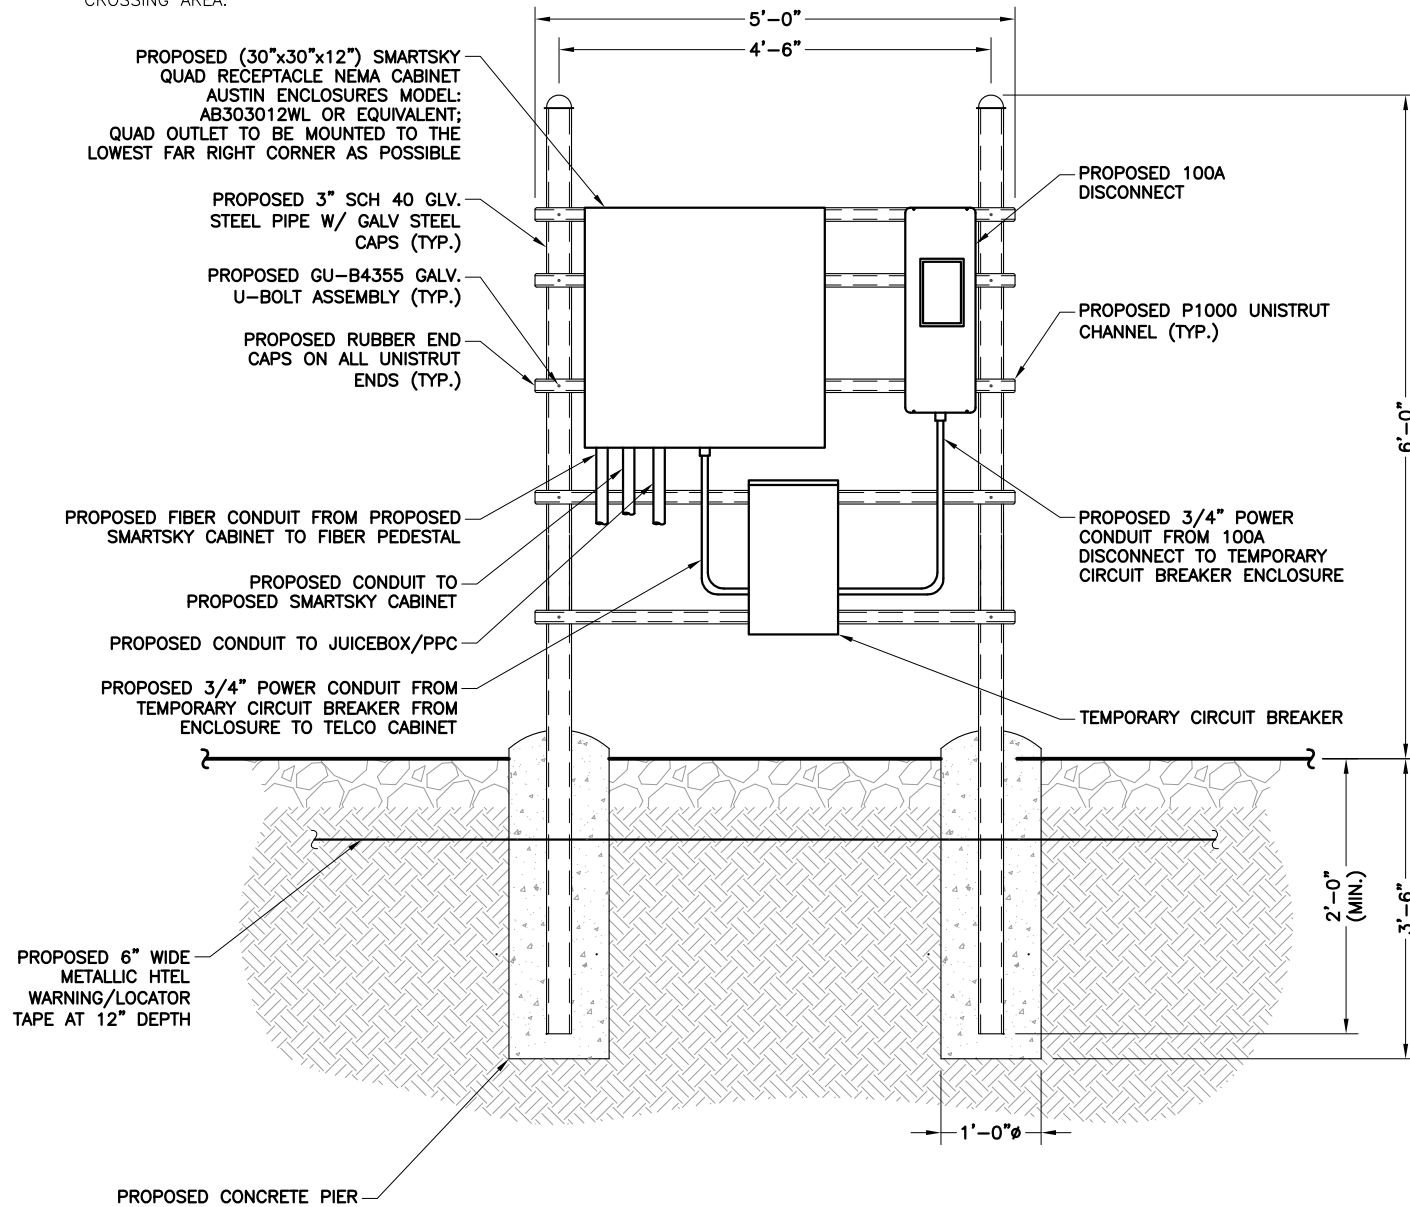 CROSSING AREA.
5'-0"
4'-6"
PROPOSED (30"x30"x12") SMARTSKY
QUAD RECEPTACLE NEMA CABINET
AUSTIN ENCLOSURES MODEL:
AB303012WL OR EQUIVALENT;
QUAD OUTLET TO BE MOUNTED TO THE
LOWEST FAR RIGHT CORNER AS POSSIBLE
PROPOSED 3" SCH 40 GLV.
STEEL PIPE W/ GALV STEEL
CAPS (TYP.)
PROPOSED GU-B4355 GALV.
U-BOLT ASSEMBLY (TYP.)
PROPOSED RUBBER END
CAPS ON ALL UNISTRUT
ENDS (TYP.)
PROPOSED FIBER CONDUIT FROM PROPOSED
SMARTSKY CABINET TO FIBER PEDESTAL
PROPOSED CONDUIT TO
PROPOSED SMARTSKY CABINET
PROPOSED CONDUIT TO JUICEBOX/PPC
PROPOSED 3/4" POWER CONDUIT FROM
TEMPORARY CIRCUIT BREAKER FROM
ENCLOSURE TO TELCO CABINET
PROPOSED 100A
DISCONNECT
PROPOSED P1000 UNISTRUT
CHANNEL (TYP.)
PROPOSED 3/4" POWER
CONDUIT FROM 100A
DISCONNECT TO TEMPORARY
CIRCUIT BREAKER ENCLOSURE
TEMPORARY CIRCUIT BREAKER
6'-0"
2'-0"
(MIN.)
3'-6"
PROPOSED 6" WIDE
METALLIC HTEL
WARNING/LOCATOR
TAPE AT 12" DEPTH
1'-0"ø
PROPOSED CONCRETE PIER